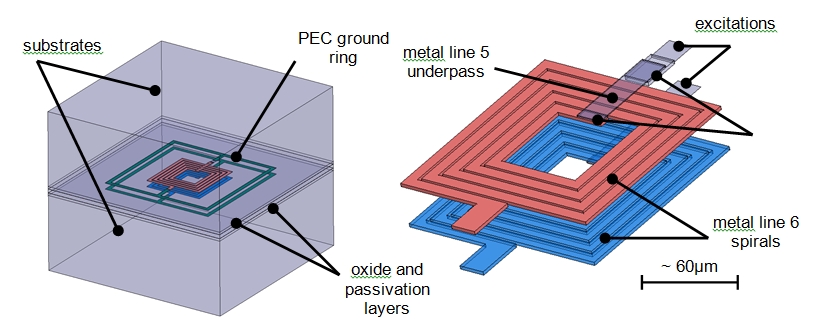 substrates
PEC ground
ring
oxide and
passivation
layers
excitations
metal line 5
underpass
metal line 6
spirals
~ 60µm